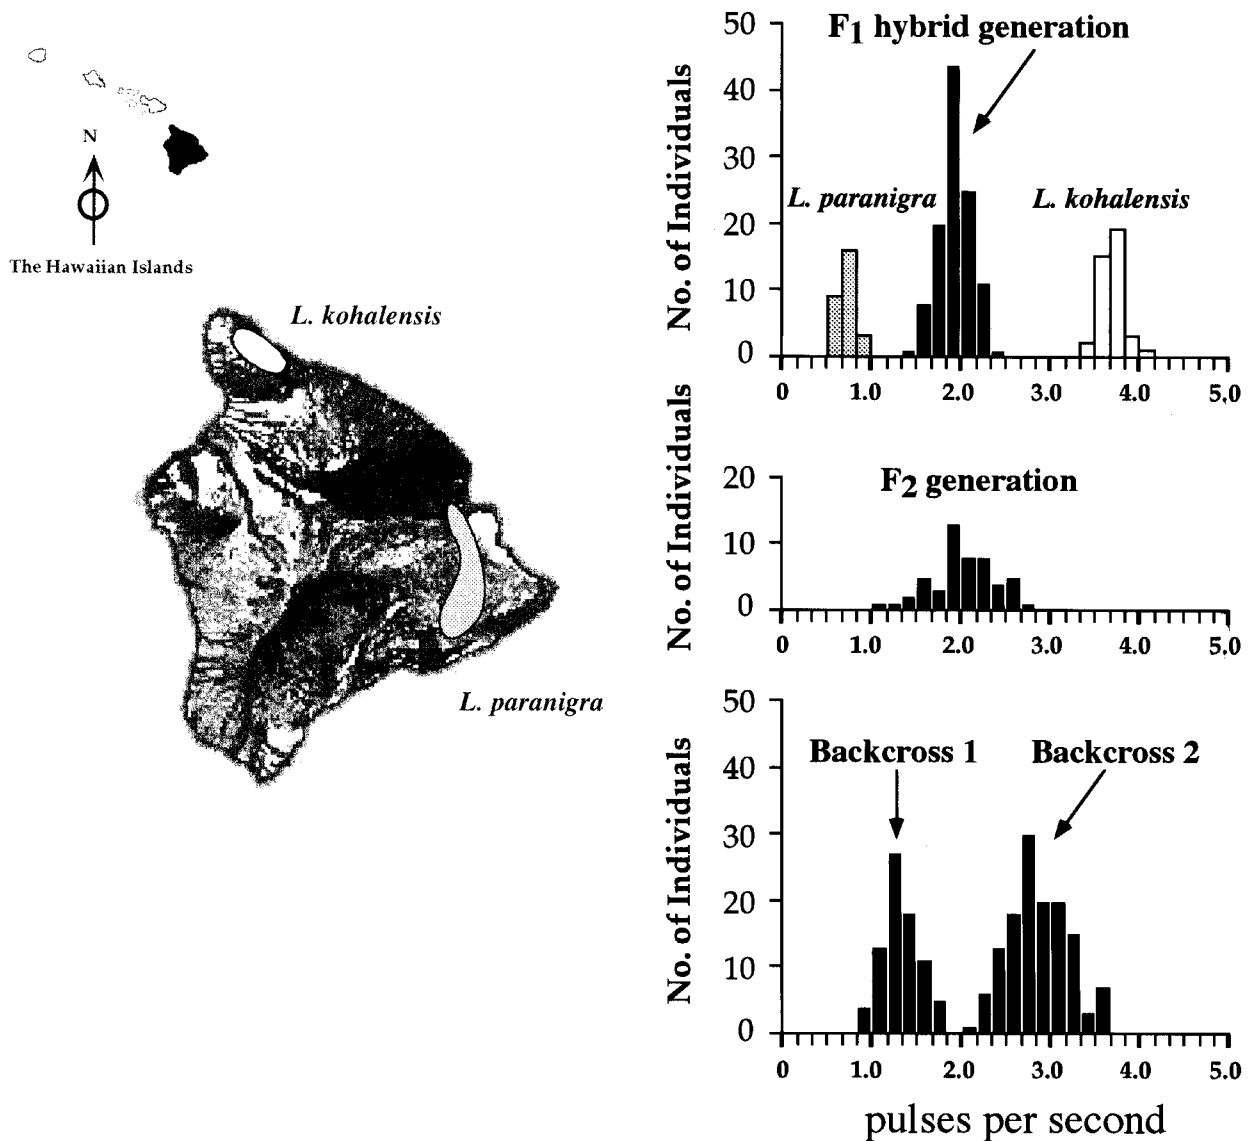 N
The Hawaiian Islands
L. kohalensis
L. paranigra
50
40
30
20
10
0
No. of Individuals
F1 hybrid generation
L. paranigra
L. kohalensis
0 1.0 2.0 3.0 4.0 5.0
20
10
0
No. of Individuals
F2 generation
0 1.0 2.0 3.0 4.0 5.0
50
40
30
20
10
0
No. of Individuals
Backcross 1
Backcross 2
0 1.0 2.0 3.0 4.0 5.0
pulses per second